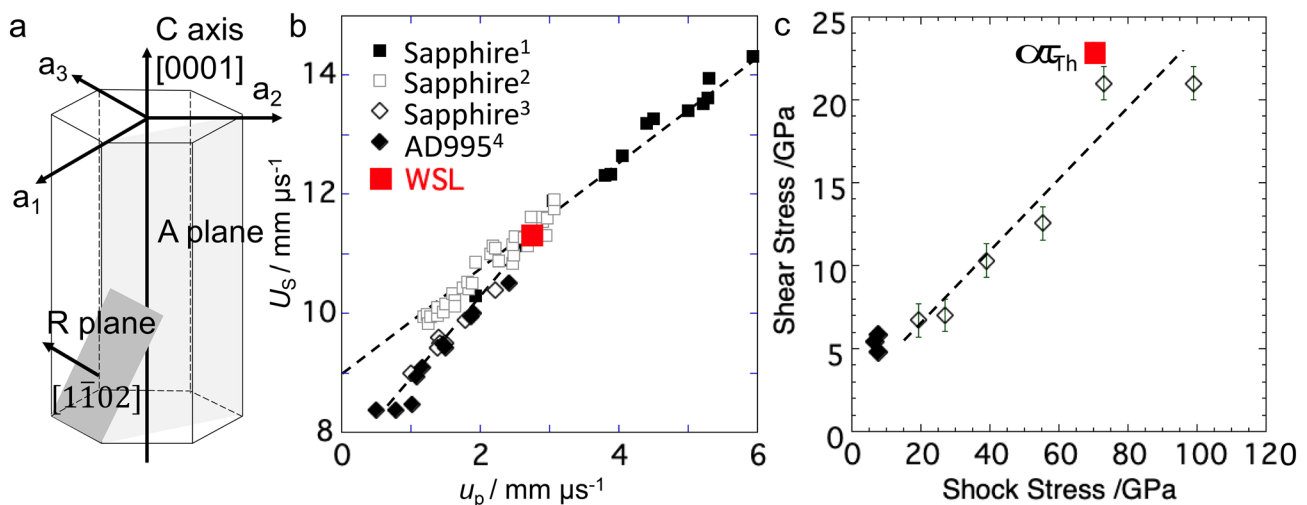 a
C axis
[0001]
a3
a2
a1
A plane
R plane
[11̄02]
b
Sapphire¹
Sapphire²
Sapphire³
AD995⁴
WSL
14
12
10
8
0
2
4
6
US / mm µs⁻¹
up / mm µs⁻¹
c
ατTh
25
20
15
10
5
0
0
20
40
60
80
100
120
Shear Stress /GPa
Shock Stress /GPa